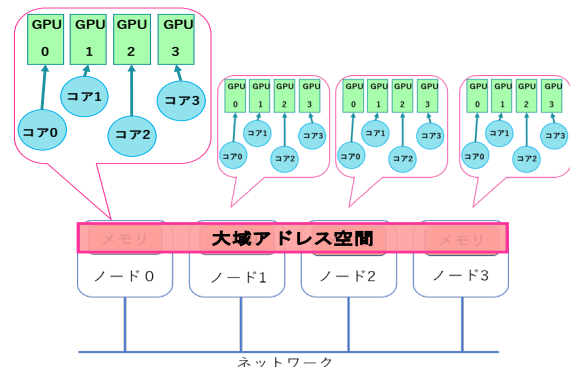 GPU GPU GPU GPU
0 1 2 3
コア1
コア3
コア0
コア2
GPU GPU GPU GPU
0 1 2 3
コア1
コア3
コア0
コア2
GPU GPU GPU GPU
0 1 2 3
コア1
コア3
コア0
コア2
GPU GPU GPU GPU
0 1 2 3
コア1
コア3
コア0
コア2
メモリ 大域アドレス空間 メモリ
ノード0 ノード1 ノード2 ノード3
ネットワーク